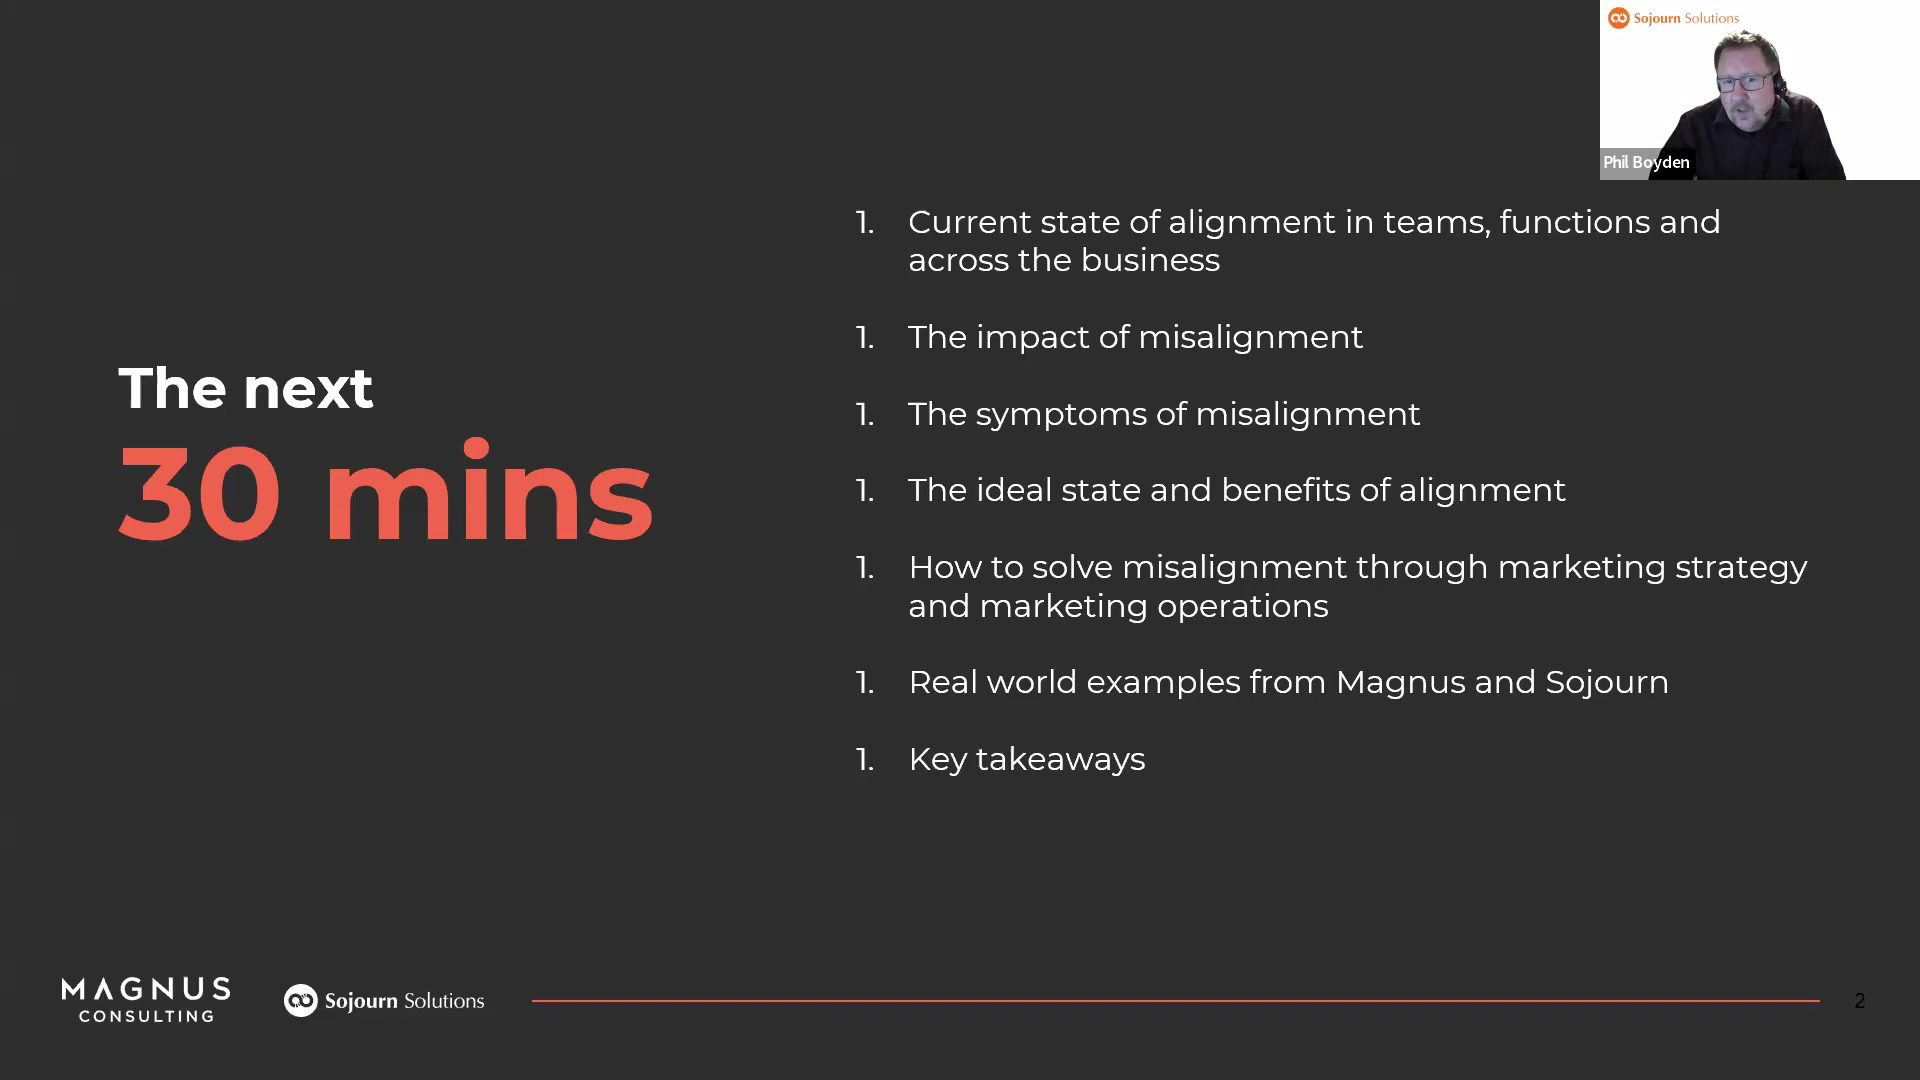 Sojourn Solutions
Phil Boyden
The next
30 mins
1. Current state of alignment in teams, functions and
across the business
1. The impact of misalignment
1. The symptoms of misalignment
1. The ideal state and benefits of alignment
1. How to solve misalignment through marketing strategy
and marketing operations
1. Real world examples from Magnus and Sojourn
1. Key takeaways
MAGNUS
CONSULTING
Sojourn Solutions
2